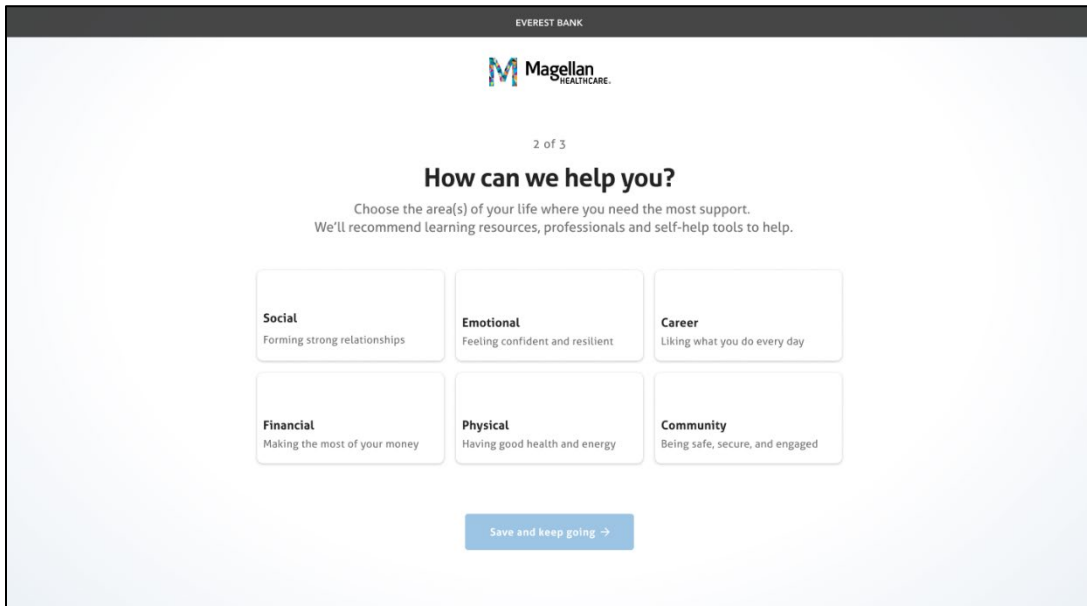 EVEREST BANK
M Magellan
HEALTHCARE.
2 of 3
How can we help you?
Choose the area(s) of your life where you need the most support.
We'll recommend learning resources, professionals and self-help tools to help.
Social
Forming strong relationships
Emotional
Feeling confident and resilient
Career
Liking what you do every day
Financial
Making the most of your money
Physical
Having good health and energy
Community
Being safe, secure, and engaged
Save and keep going →